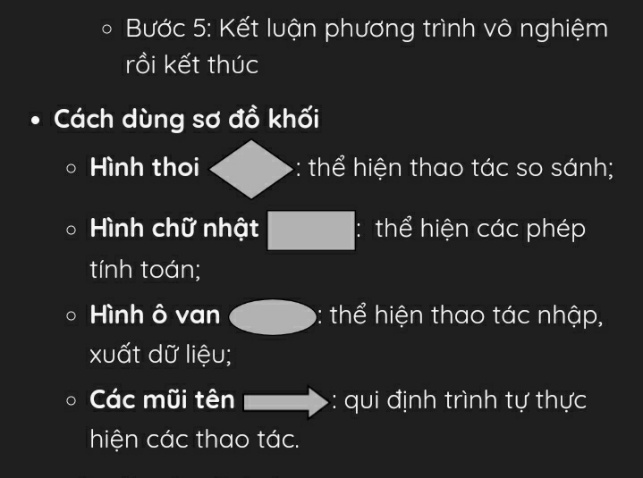 Bước 5: Kết luận phương trình vô nghiệm
rồi kết thúc
Cách dùng sơ đồ khối
Hình thoi : thể hiện thao tác so sánh;
Hình chữ nhật : thể hiện các phép
tính toán;
Hình ô van : thể hiện thao tác nhập,
xuất dữ liệu;
Các mũi tên : qui định trình tự thực
hiện các thao tác.